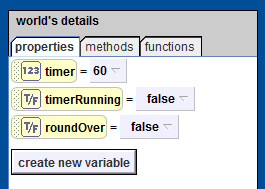 world's details
properties methods functions
123 timer = 60
T/F timerRunning = false
T/F roundOver = false
create new variable